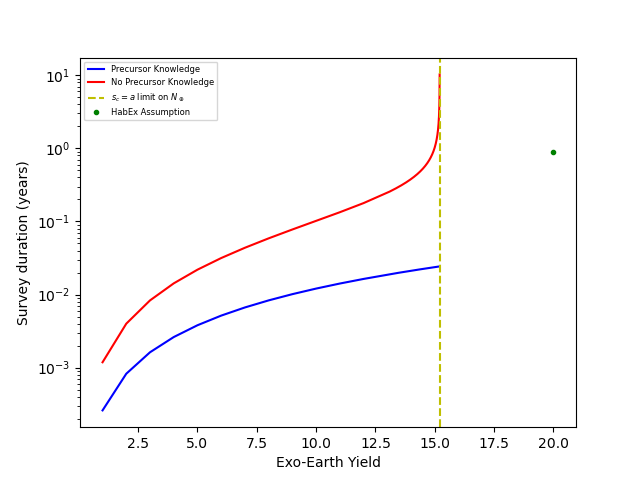 Precursor Knowledge
No Precursor Knowledge
s_c = a limit on N_⊕
HabEx Assumption
10¹
10⁰
10⁻¹
10⁻²
10⁻³
Survey duration (years)
2.5 5.0 7.5 10.0 12.5 15.0 17.5 20.0
Exo-Earth Yield